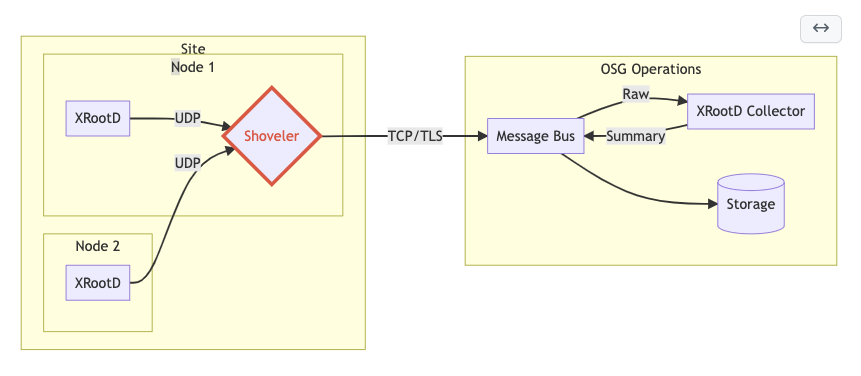 Site
Node 1
XRootD
UDP
Shoveler
UDP
Node 2
XRootD
TCP/TLS
OSG Operations
Message Bus
Raw
XRootD Collector
Summary
Storage